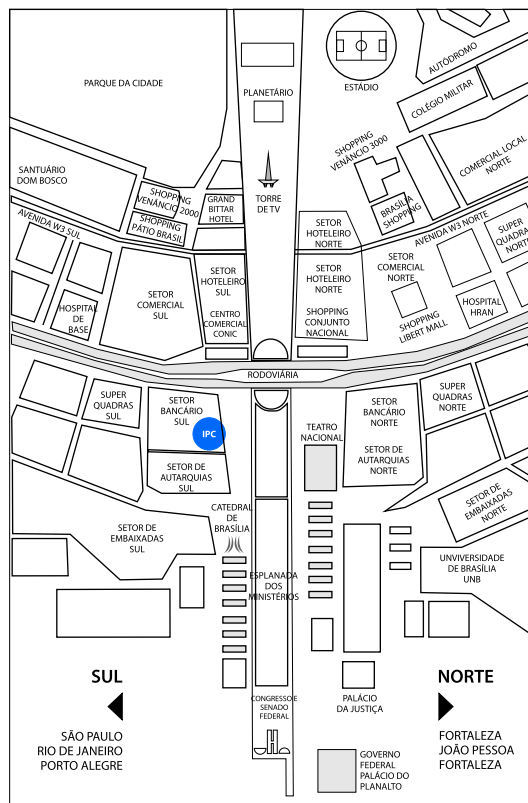 AUTÓDROMO
PARQUE DA CIDADE
PLANETÁRIO
ESTÁDIO
COLÉGIO MILITAR
SHOPPING
VENÂNCIO 3000
COMERCIAL LOCAL
NORTE
SANTUÁRIO
DOM BOSCO
SHOPPING
VENÂNCIO 2000
GRAND
BITTAR
HOTEL
TORRE
DE TV
BRASÍLIA
SHOPPING
SHOPPING
PÁTIO BRASIL
AVENIDA W3 SUL
SETOR
HOTELEIRO
NORTE
AVENIDA W3 NORTE
SUPER
QUADRAS
NORTE
SETOR
HOTELEIRO
SUL
SETOR
HOTELEIRO
NORTE
SETOR
COMERCIAL
NORTE
SETOR
COMERCIAL
SUL
HOSPITAL
DE
BASE
CENTRO
COMERCIAL
CONIC
SHOPPING
CONJUNTO
NACIONAL
SHOPPING
LIBERT MALL
HOSPITAL
HRAN
RODOVIÁRIA
SUPER
QUADRAS
SUL
SETOR
BANCÁRIO
SUL
IPC
TEATRO
NACIONAL
SETOR
BANCÁRIO
NORTE
SUPER
QUADRAS
NORTE
SETOR DE
AUTARQUIAS
SUL
SETOR DE
AUTARQUIAS
NORTE
SETOR DE
EMBAIXADAS
NORTE
CATEDRAL
DE
BRASÍLIA
SETOR DE
EMBAIXADAS
SUL
UNVIVERSIDADE
DE BRASÍLIA
UNB
ESPLANADA
DOS
MINISTÉRIOS
SUL
NORTE
CONGRESSO E
SENADO
FEDERAL
PALÁCIO
DA JUSTIÇA
SÃO PAULO
RIO DE JANEIRO
PORTO ALEGRE
FORTALEZA
JOÃO PESSOA
FORTALEZA
GOVERNO
FEDERAL
PALÁCIO DO
PLANALTO